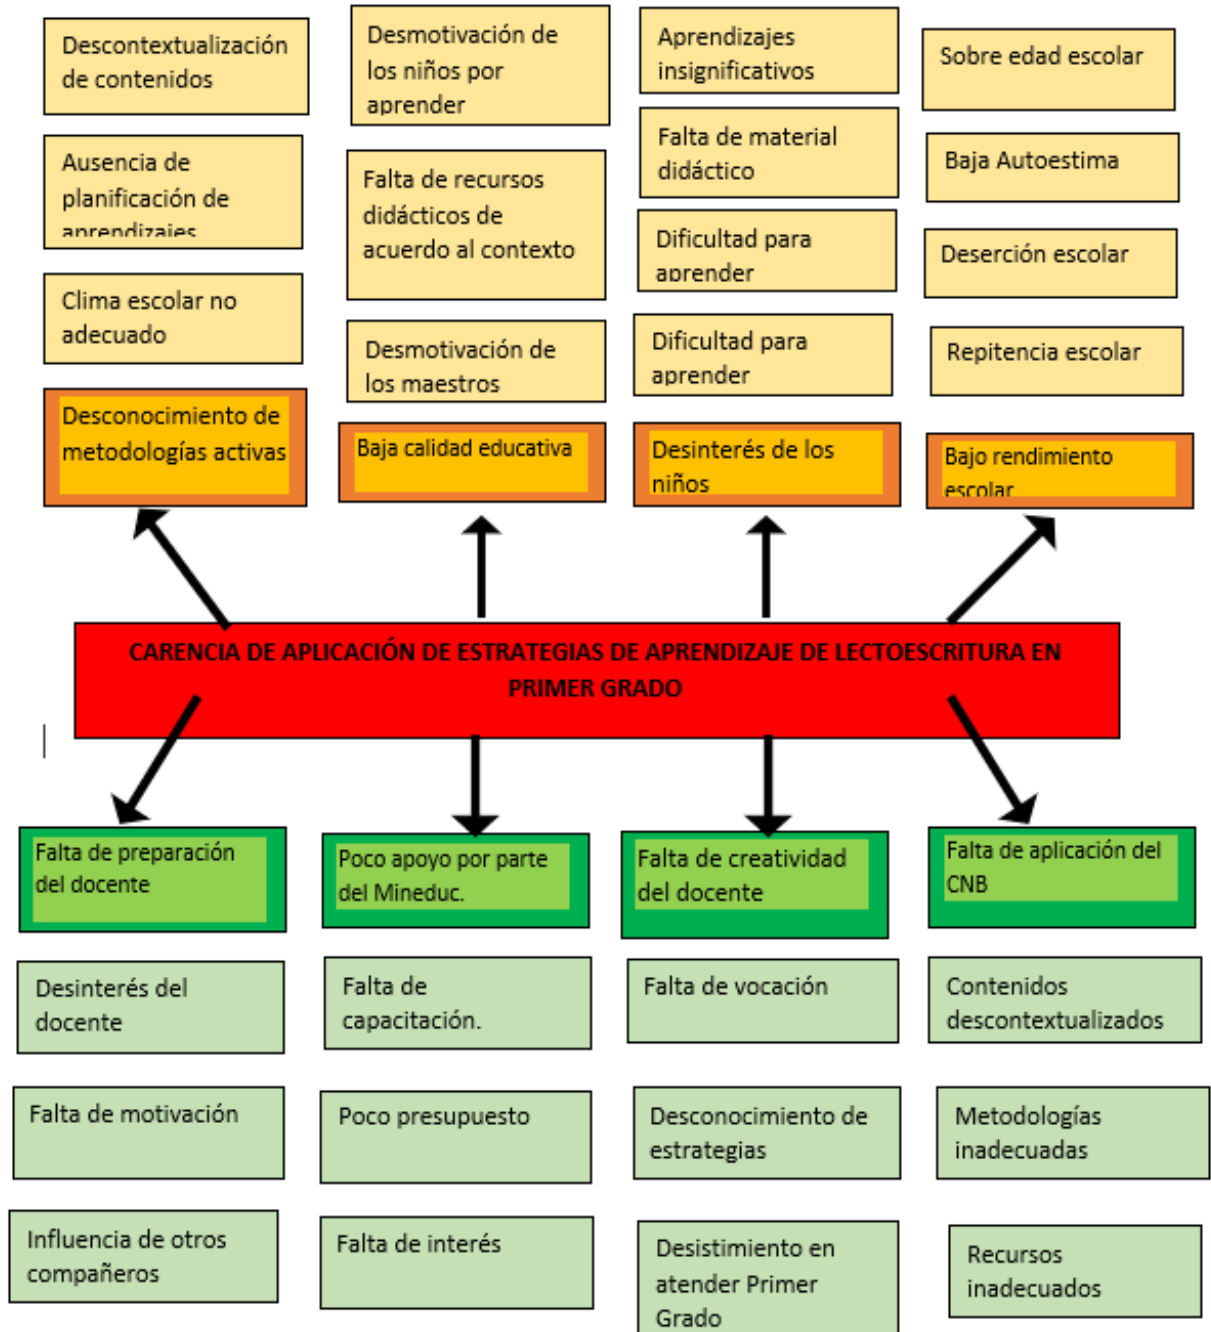 Descontextualización
de contenidos
Desmotivación de
los niños por
aprender
Aprendizajes
insignificativos
Sobre edad escolar
Ausencia de
planificación de
aprendizajes
Falta de recursos
didácticos de
acuerdo al contexto
Falta de material
didáctico
Baja Autoestima
Dificultad para
aprender
Deserción escolar
Clima escolar no
adecuado
Desmotivación de
los maestros
Dificultad para
aprender
Repitencia escolar
Desconocimiento de
metodologías activas
Baja calidad educativa
Desinterés de los
niños
Bajo rendimiento
escolar
CARENCIA DE APLICACIÓN DE ESTRATEGIAS DE APRENDIZAJE DE LECTOESCRITURA EN
PRIMER GRADO
Falta de preparación
del docente
Poco apoyo por parte
del Mineduc.
Falta de creatividad
del docente
Falta de aplicación del
CNB
Desinterés del
docente
Falta de
capacitación.
Falta de vocación
Contenidos
descontextualizados
Falta de motivación
Poco presupuesto
Desconocimiento de
estrategias
Metodologías
inadecuadas
Influencia de otros
compañeros
Falta de interés
Desistimiento en
atender Primer
Grado
Recursos
inadecuados